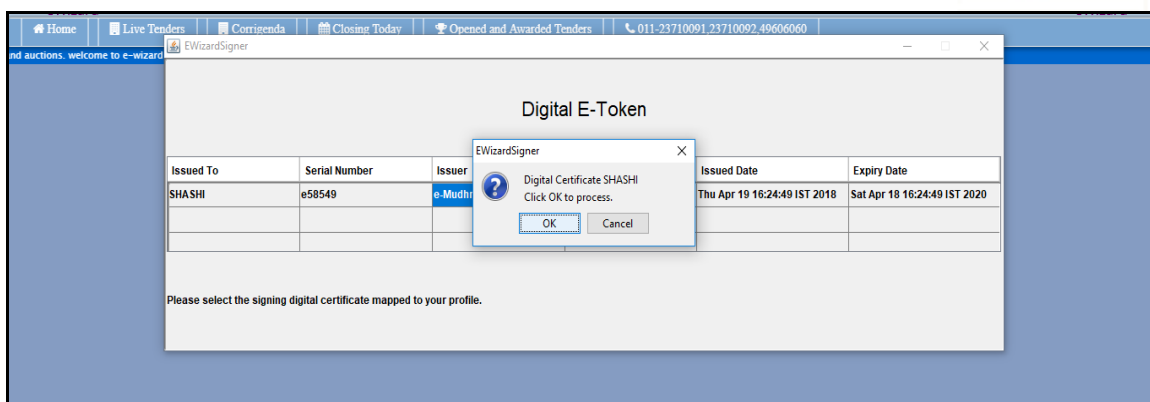 Home Live Tenders Corrigenda Closing Today Opened and Awarded Tenders 011-23710091,23710092,49606060
nd auctions. welcome to e-wizard
EWizardSigner
Digital E-Token
EWizardSigner
Digital Certificate SHASHI
Click OK to process.
OK Cancel
Issued To Serial Number Issuer Issued Date Expiry Date
SHASHI e58549 e-Mudhr Thu Apr 19 16:24:49 IST 2018 Sat Apr 18 16:24:49 IST 2020
Please select the signing digital certificate mapped to your profile.